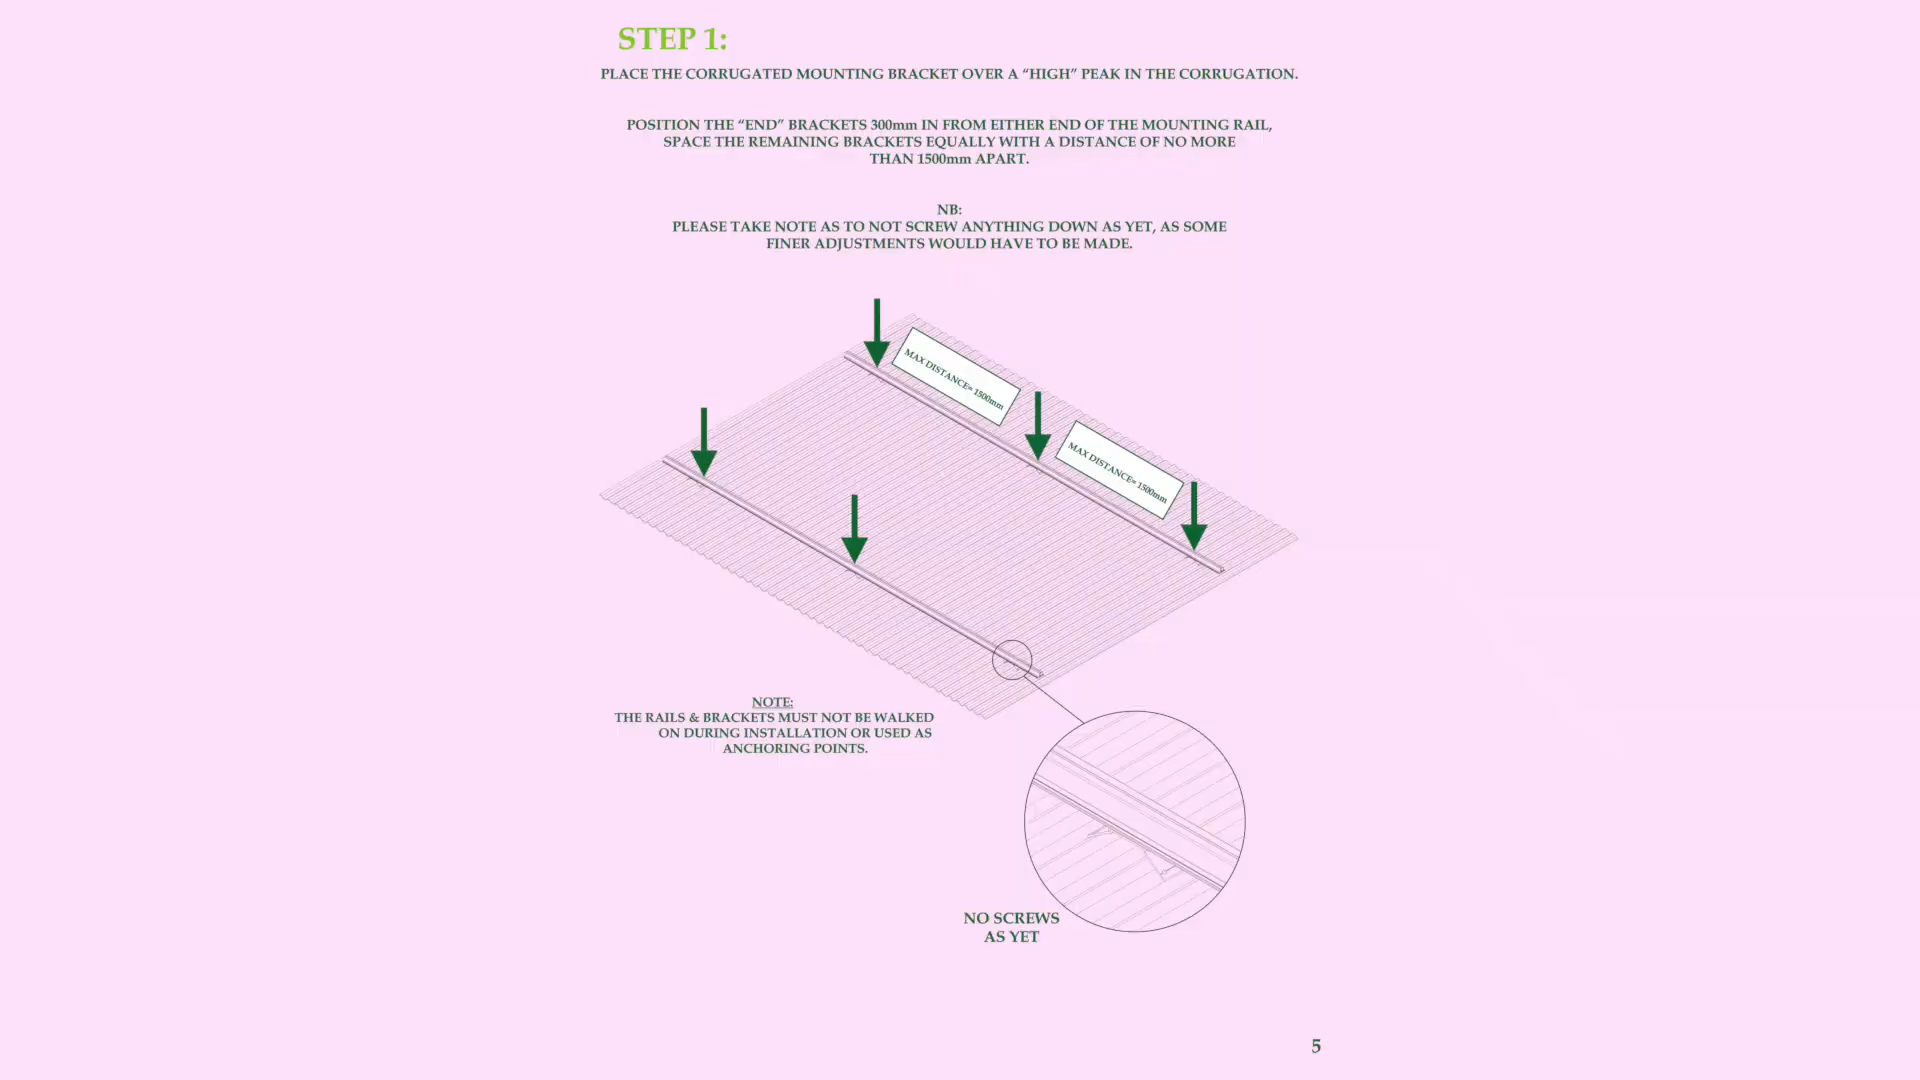 STEP 1:
PLACE THE CORRUGATED MOUNTING BRACKET OVER A “HIGH” PEAK IN THE CORRUGATION.
POSITION THE “END” BRACKETS 300mm IN FROM EITHER END OF THE MOUNTING RAIL,
SPACE THE REMAINING BRACKETS EQUALLY WITH A DISTANCE OF NO MORE
THAN 1500mm APART.
NB:
PLEASE TAKE NOTE AS TO NOT SCREW ANYTHING DOWN AS YET, AS SOME
FINER ADJUSTMENTS WOULD HAVE TO BE MADE.
MAX DISTANCE= 1500mm
MAX DISTANCE= 1500mm
NOTE:
THE RAILS & BRACKETS MUST NOT BE WALKED
ON DURING INSTALLATION OR USED AS
ANCHORING POINTS.
NO SCREWS
AS YET
5